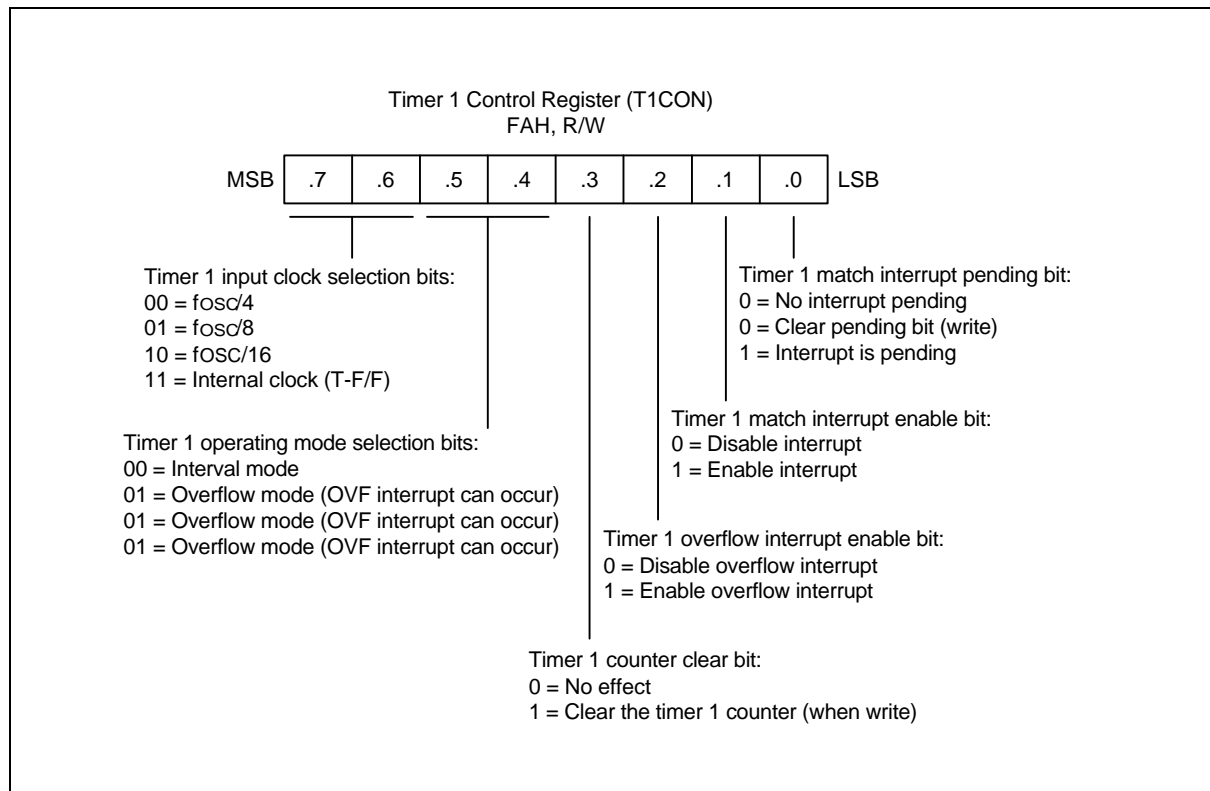 Timer 1 Control Register (T1CON)
FAH, R/W
MSB .7 .6 .5 .4 .3 .2 .1 .0 LSB
Timer 1 input clock selection bits:
00 = fOSC/4
01 = fOSC/8
10 = fOSC/16
11 = Internal clock (T-F/F)
Timer 1 match interrupt pending bit:
0 = No interrupt pending
0 = Clear pending bit (write)
1 = Interrupt is pending
Timer 1 match interrupt enable bit:
0 = Disable interrupt
1 = Enable interrupt
Timer 1 operating mode selection bits:
00 = Interval mode
01 = Overflow mode (OVF interrupt can occur)
01 = Overflow mode (OVF interrupt can occur)
01 = Overflow mode (OVF interrupt can occur)
Timer 1 overflow interrupt enable bit:
0 = Disable overflow interrupt
1 = Enable overflow interrupt
Timer 1 counter clear bit:
0 = No effect
1 = Clear the timer 1 counter (when write)